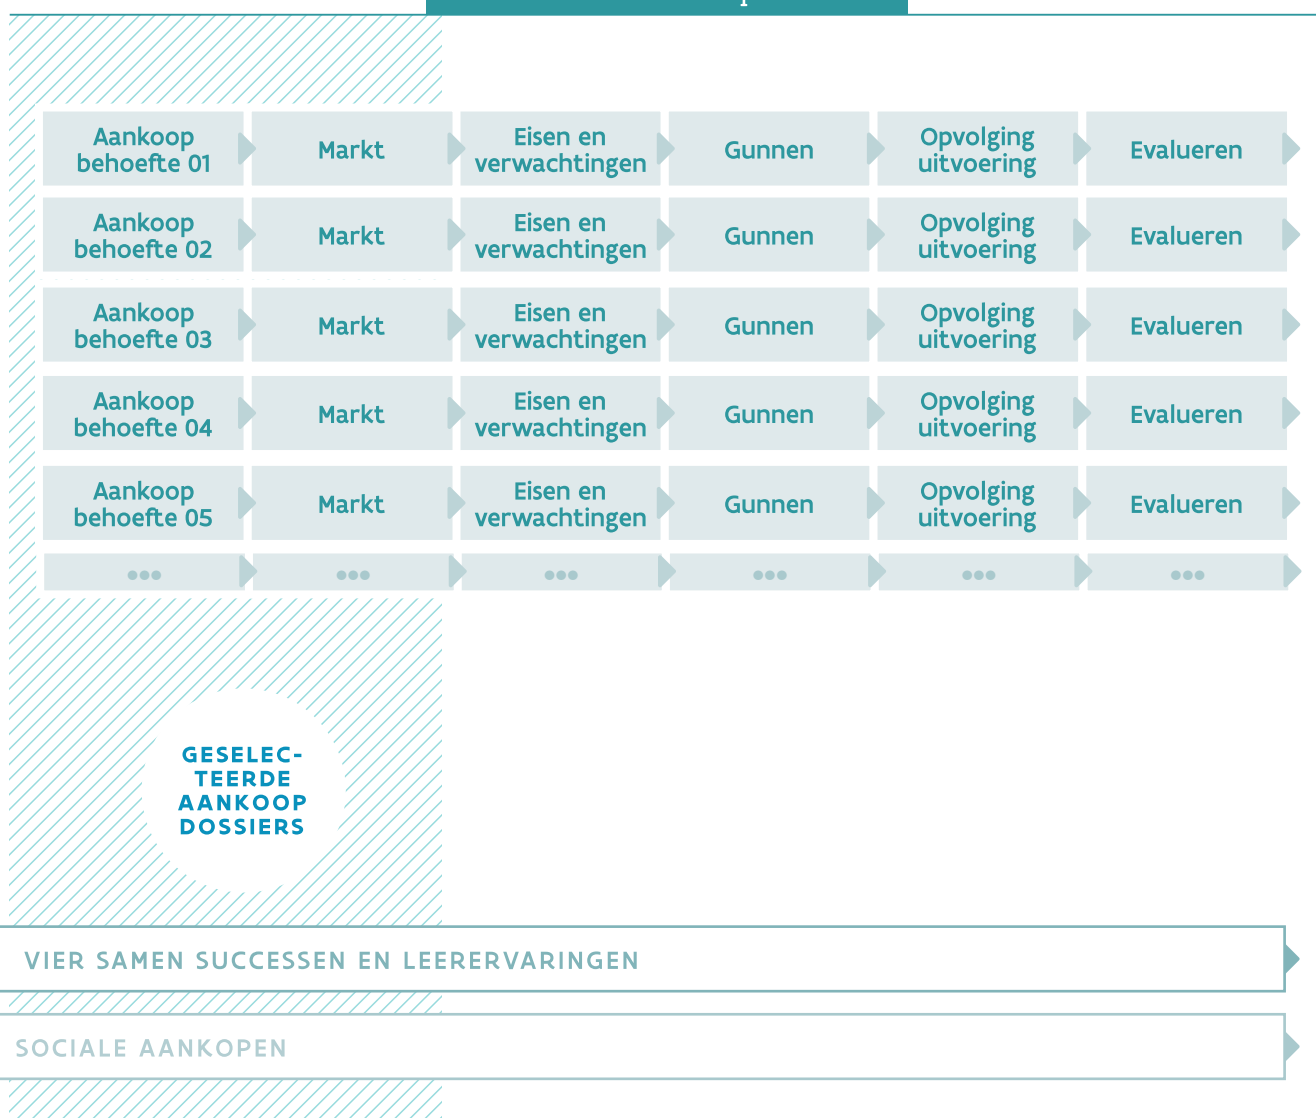 Aankoop
behoefte 01
Markt
Eisen en
verwachtingen
Gunnen
Opvolging
uitvoering
Evalueren
Aankoop
behoefte 02
Markt
Eisen en
verwachtingen
Gunnen
Opvolging
uitvoering
Evalueren
Aankoop
behoefte 03
Markt
Eisen en
verwachtingen
Gunnen
Opvolging
uitvoering
Evalueren
Aankoop
behoefte 04
Markt
Eisen en
verwachtingen
Gunnen
Opvolging
uitvoering
Evalueren
Aankoop
behoefte 05
Markt
Eisen en
verwachtingen
Gunnen
Opvolging
uitvoering
Evalueren
●●●
●●●
●●●
●●●
●●●
●●●
GESELEC-
TEERDE
AANKOOP
DOSSIERS
VIER SAMEN SUCCESSEN EN LEERERVARINGEN
SOCIALE AANKOPEN